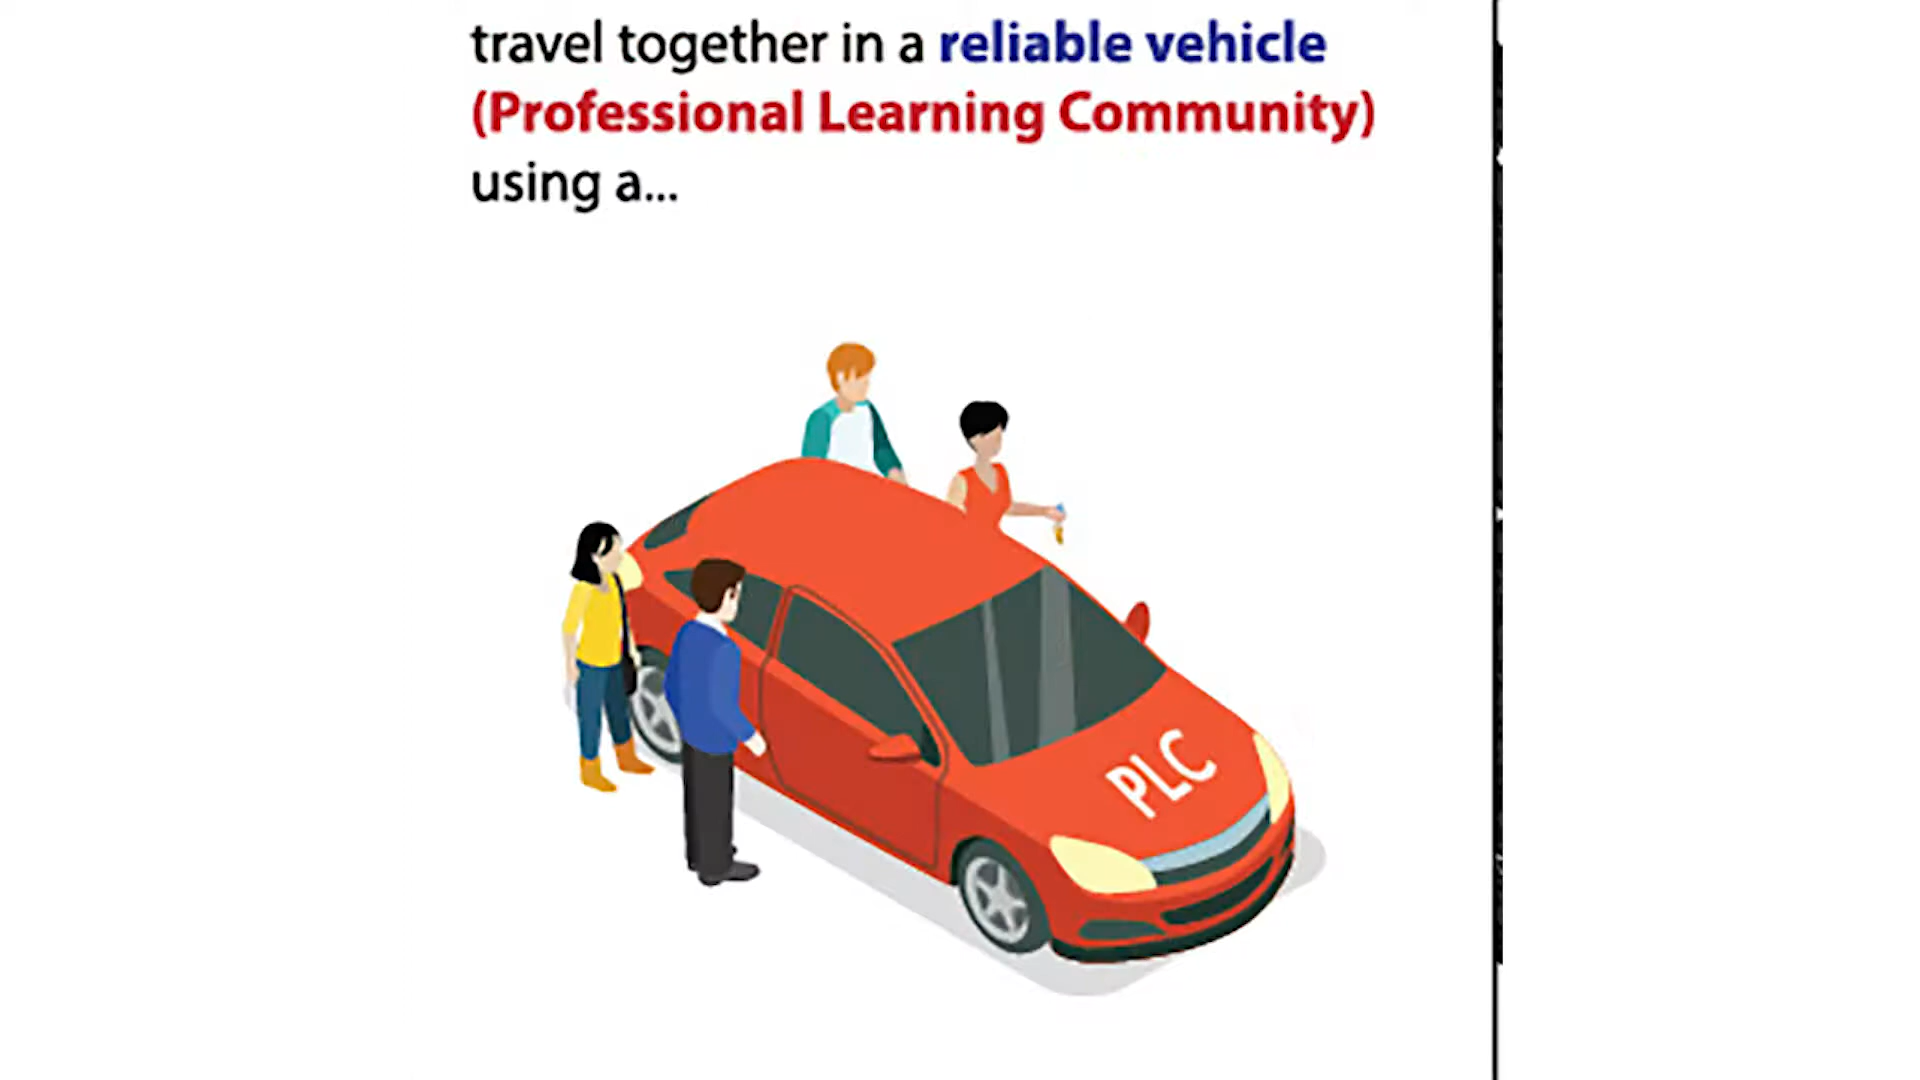 travel together in a reliable vehicle
(Professional Learning Community)
using a...
PLC